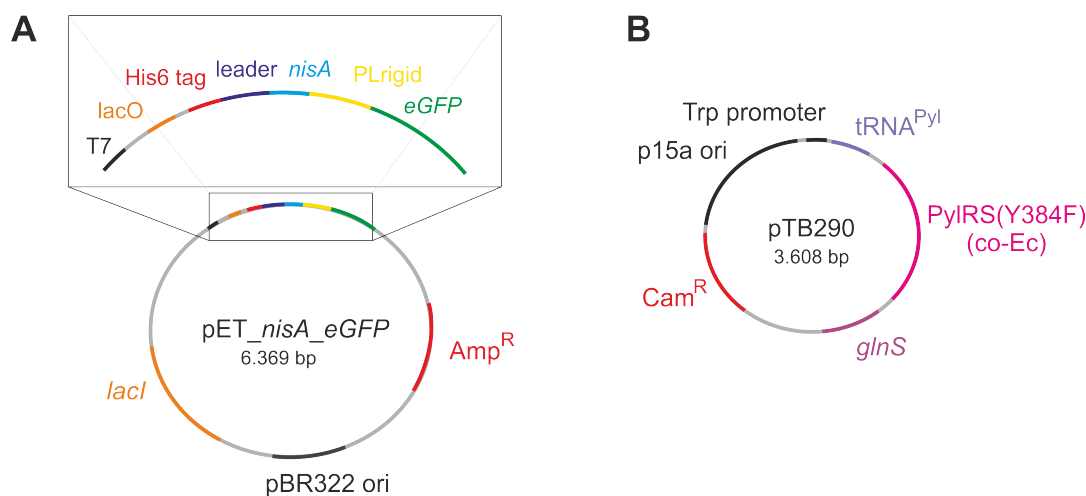 A
His6 tag
leader
nisA
PLrigid
lacO
eGFP
T7
pET_nisA_eGFP
6.369 bp
AmpR
lacI
pBR322 ori
B
Trp promoter
tRNAPyl
p15a ori
PylRS(Y384F)
(co-Ec)
pTB290
3.608 bp
CamR
glnS